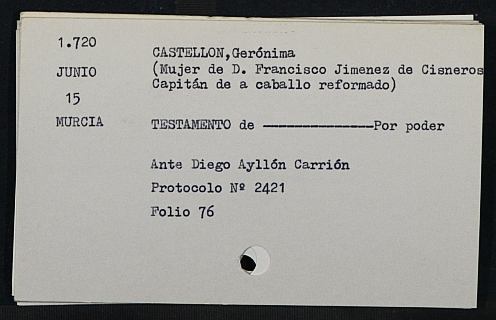 1.720
CASTELLON,Gerónima
JUNIO
(Mujer de D. Francisco Jimenez de Cisneros
Capitán de a caballo reformado)
15
MURCIA
TESTAMENTO de ----------------Por poder
Ante Diego Ayllón Carrión
Protocolo Nº 2421
Folio 76